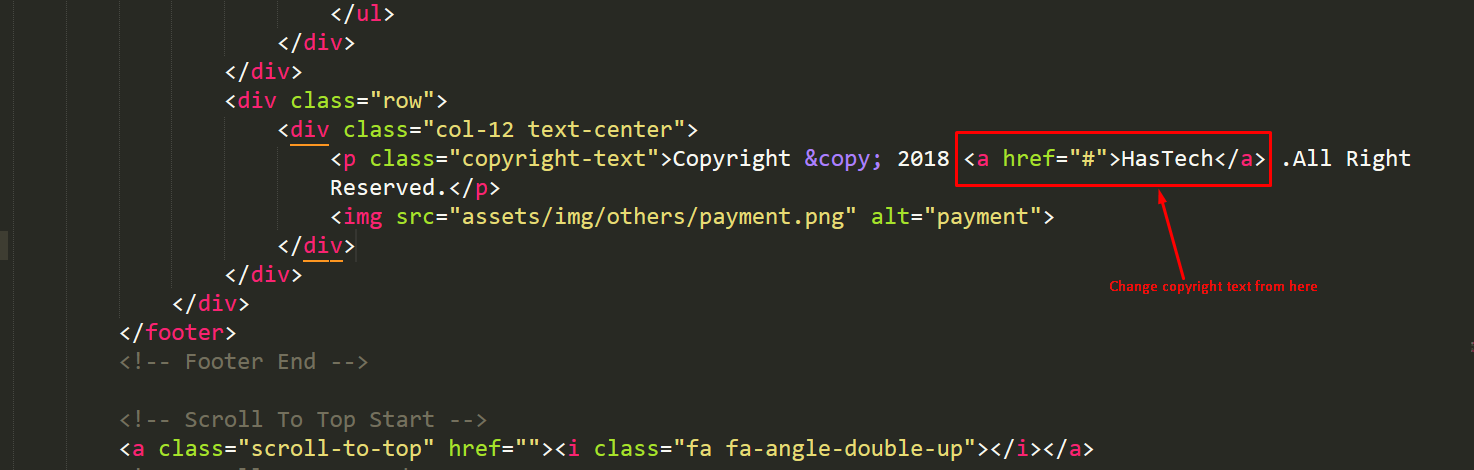 </ul>
</div>
</div>
<div class="row">
<div class="col-12 text-center">
<p class="copyright-text">Copyright &copy; 2018 <a href="#">HasTech</a> .All Right
Reserved.</p>
<img src="assets/img/others/payment.png" alt="payment">
</div>
</div>
Change copyright text from here
</div>
</footer>
<!-- Footer End -->
<!-- Scroll To Top Start -->
<a class="scroll-to-top" href=""><i class="fa fa-angle-double-up"></i></a>